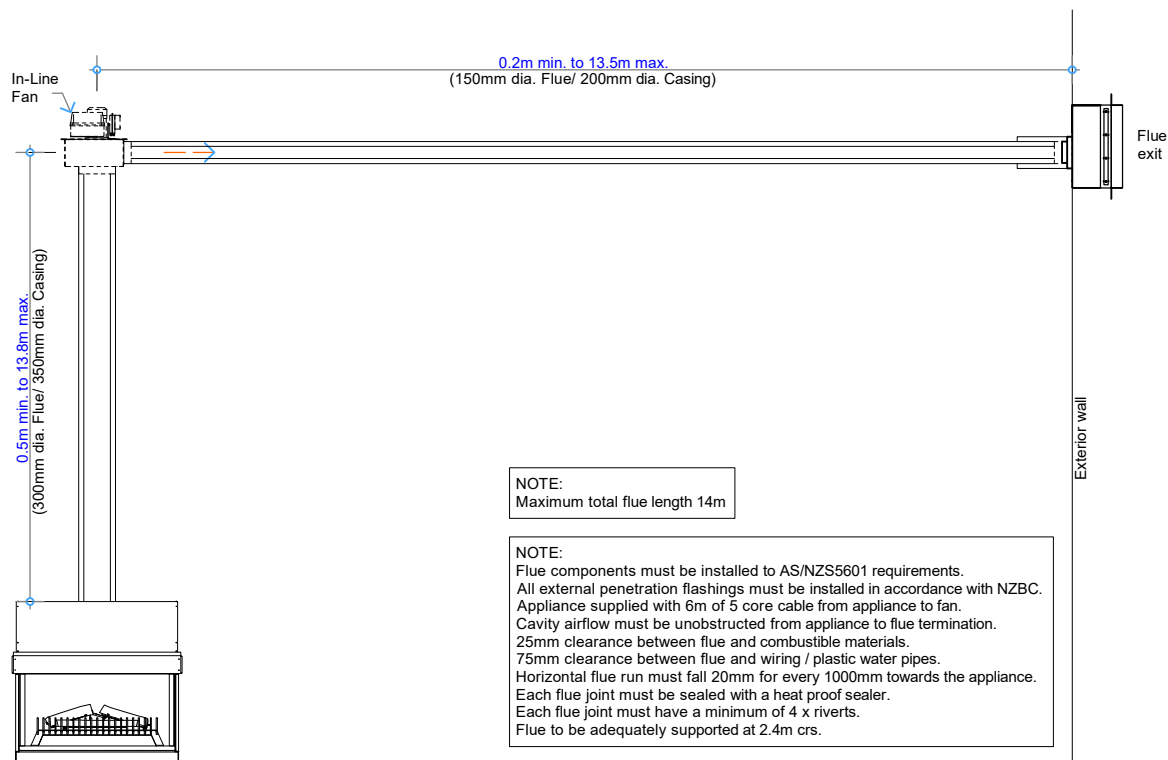 0.2m min. to 13.5m max.
(150mm dia. Flue/ 200mm dia. Casing)
In-Line
Fan
Flue
exit
0.5m min. to 13.8m max.
(300mm dia. Flue/ 350mm dia. Casing)
Exterior wall
NOTE:
Maximum total flue length 14m
NOTE:
Flue components must be installed to AS/NZS5601 requirements.
All external penetration flashings must be installed in accordance with NZBC.
Appliance supplied with 6m of 5 core cable from appliance to fan.
Cavity airflow must be unobstructed from appliance to flue termination.
25mm clearance between flue and combustible materials.
75mm clearance between flue and wiring / plastic water pipes.
Horizontal flue run must fall 20mm for every 1000mm towards the appliance.
Each flue joint must be sealed with a heat proof sealer.
Each flue joint must have a minimum of 4 x riverts.
Flue to be adequately supported at 2.4m crs.